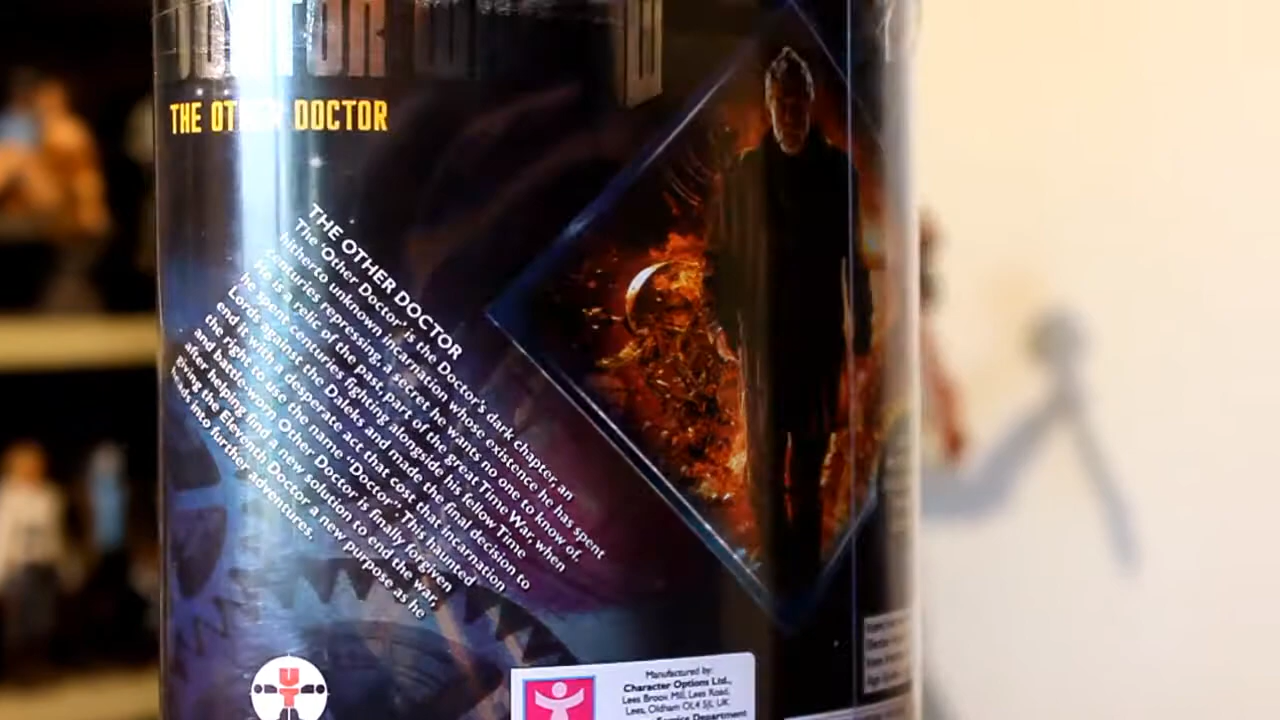 THE OTHER DOCTOR
THE OTHER DOCTOR
The 'Other Doctor' is the Doctor's dark chapter, an
hitherto unknown incarnation whose existence he has spent
centuries repressing, a secret he wants no one to know of.
He is a relic of the past, part of the great Time War, when
he spent centuries fighting alongside his fellow Time
Lords against the Daleks and made the final decision to
end it with a desperate act that cost that incarnation
the right to use the name 'Doctor'. This haunted
and battle-worn Other Doctor is finally forgiven
after helping find a new solution to end the war,
giving the Eleventh Doctor a new purpose as he
into further adventures.
UT
Manufactured by:
Character Options Ltd.,
Lees Brook Mill, Lees Road,
Lees, Oldham OL4 5JL UK
Service Department